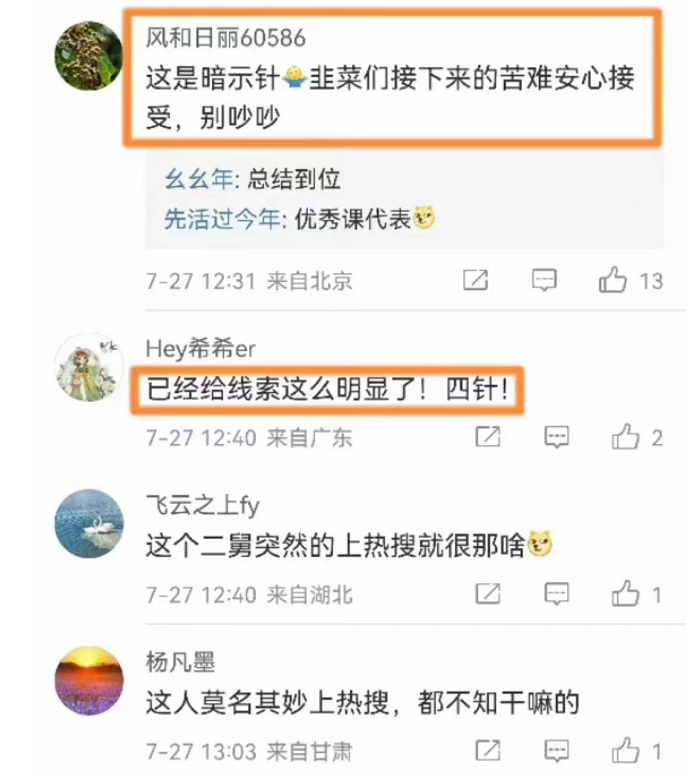 风和日丽60586
这是暗示针🤷韭菜们接下来的苦难安心接
受，别吵吵
幺幺年: 总结到位
先活过今年: 优秀课代表
7-27 12:31 来自北京
13
Hey希希er
已经给线索这么明显了！四针！
7-27 12:40 来自广东
2
飞云之上fy
这个二舅突然的上热搜就很那啥
7-27 12:40 来自湖北
1
杨凡墨
这人莫名其妙上热搜，都不知干嘛的
7-27 13:03 来自甘肃
1